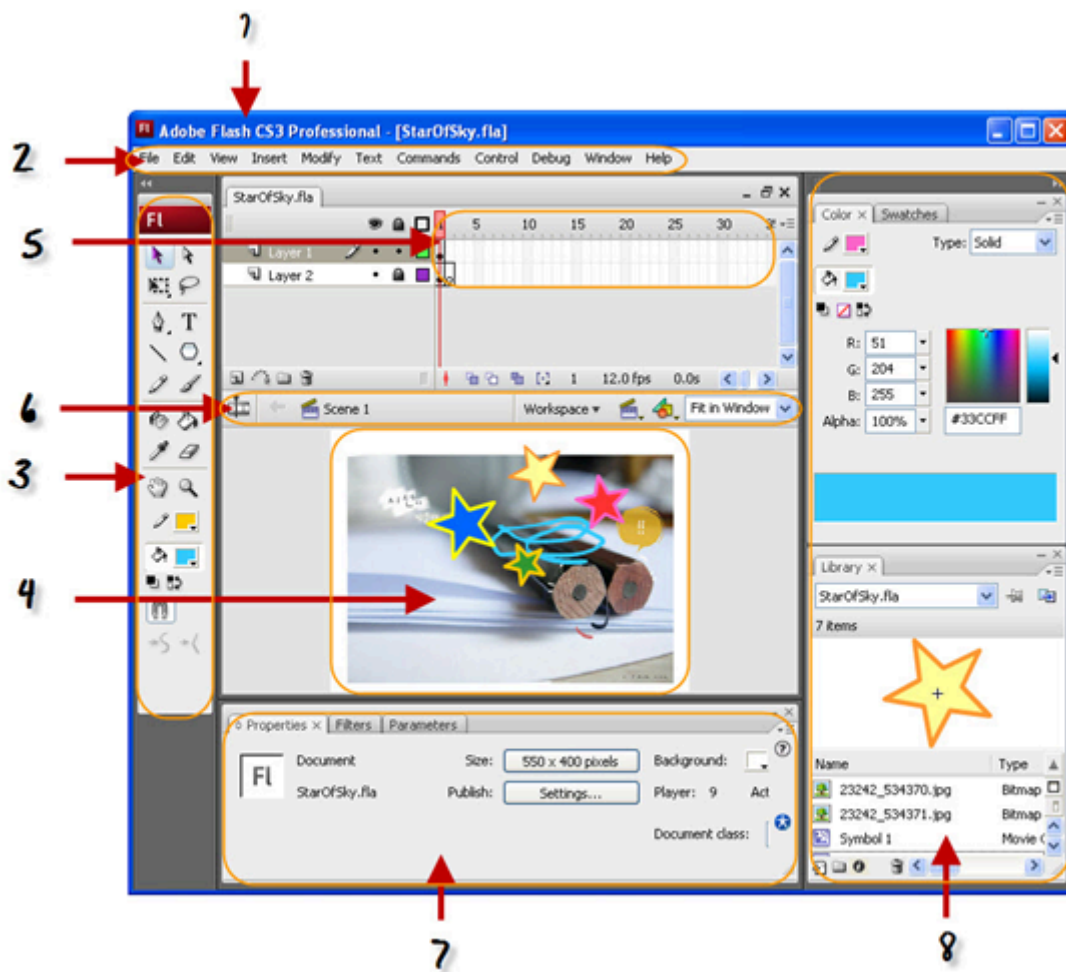 1
Adobe Flash CS3 Professional - [StarOfSky.fla]
2
File Edit View Insert Modify Text Commands Control Debug Window Help
Fl
StarOfSky.fla
5 10 15 20 25 30
5
Layer 1
Layer 2
1 12.0 fps 0.0s
6
Scene 1 Workspace Fit in Window
3
4
!!
Properties Filters Parameters
Fl
Document Size: 550 x 400 pixels Background:
StarOfSky.fla Publish: Settings... Player: 9 Act
Document class:
7
Color Swatches
Type: Solid
R: 51
G: 204
B: 255
Alpha: 100% #33CCFF
Library
StarOfSky.fla
7 items
Name Type
23242_534370.jpg Bitmap
23242_534371.jpg Bitmap
Symbol 1 Movie C
8